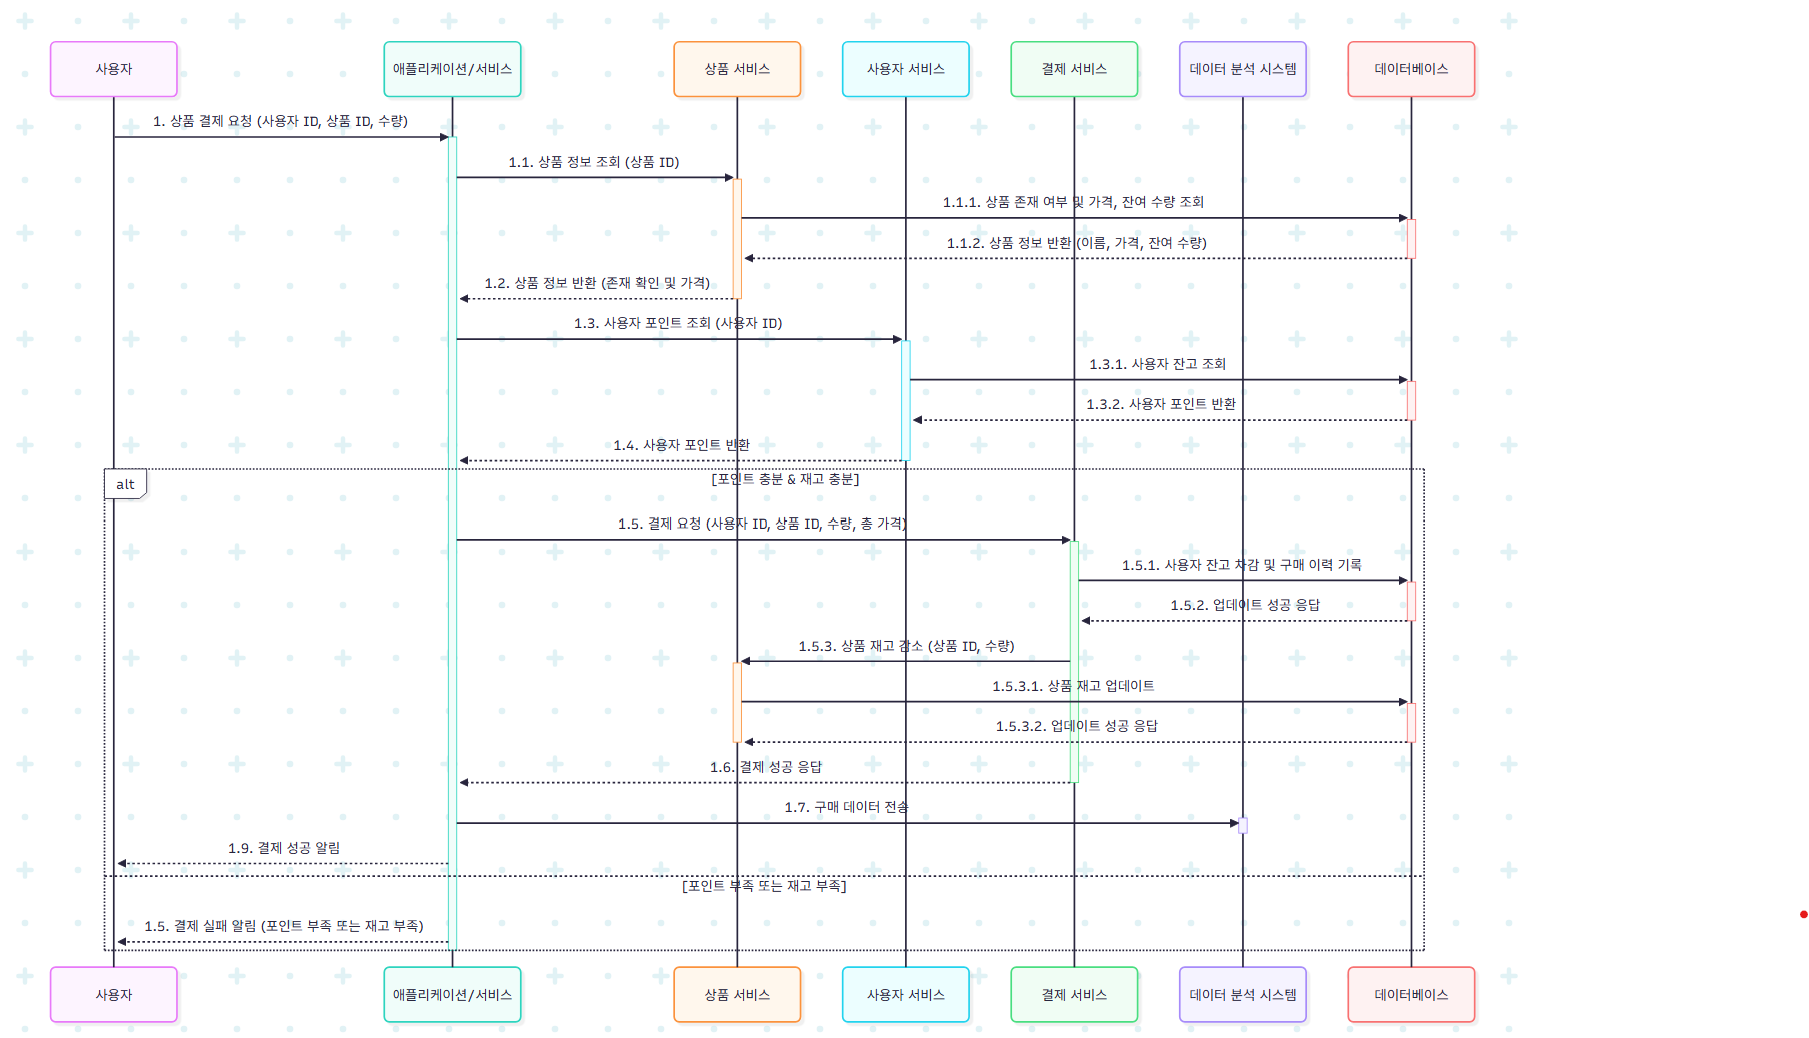 사용자
애플리케이션/서비스
상품 서비스
사용자 서비스
결제 서비스
데이터 분석 시스템
데이터베이스
1. 상품 결제 요청 (사용자 ID, 상품 ID, 수량)
1.1. 상품 정보 조회 (상품 ID)
1.1.1. 상품 존재 여부 및 가격, 잔여 수량 조회
1.1.2. 상품 정보 반환 (이름, 가격, 잔여 수량)
1.2. 상품 정보 반환 (존재 확인 및 가격)
1.3. 사용자 포인트 조회 (사용자 ID)
1.3.1. 사용자 잔고 조회
1.3.2. 사용자 포인트 반환
1.4. 사용자 포인트 반환
alt
[포인트 충분 & 재고 충분]
1.5. 결제 요청 (사용자 ID, 상품 ID, 수량, 총 가격)
1.5.1. 사용자 잔고 차감 및 구매 이력 기록
1.5.2. 업데이트 성공 응답
1.5.3. 상품 재고 감소 (상품 ID, 수량)
1.5.3.1. 상품 재고 업데이트
1.5.3.2. 업데이트 성공 응답
1.6. 결제 성공 응답
1.7. 구매 데이터 전송
1.9. 결제 성공 알림
[포인트 부족 또는 재고 부족]
1.5. 결제 실패 알림 (포인트 부족 또는 재고 부족)
사용자
애플리케이션/서비스
상품 서비스
사용자 서비스
결제 서비스
데이터 분석 시스템
데이터베이스